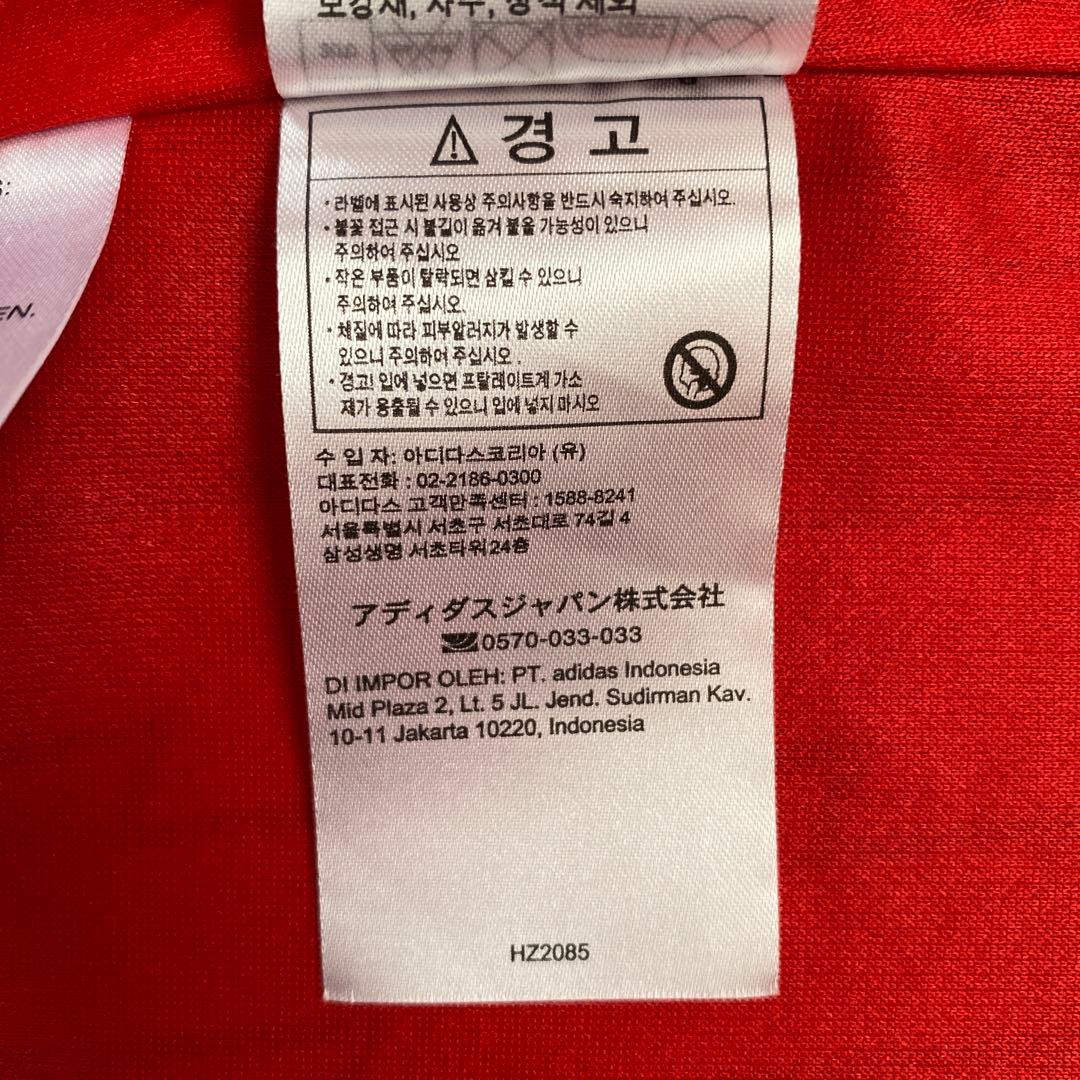 보강재, 자수, 장식 제외
S:
EN.
경 고
· 라벨에 표시된 사용상 주의사항을 반드시 숙지하여 주십시오.
· 불꽃 접근 시 불길이 옮겨 붙을 가능성이 있으니
주의하여 주십시오
· 작은 부품이 탈락되면 삼킬 수 있으니
주의하여 주십시오.
· 체질에 따라 피부알러지가 발생할 수
있으니 주의하여 주십시오 .
· 경고! 입에 넣으면 프탈레이트계 가소
제가 용출될 수 있으니 입에 넣지 마시오
수 입 자: 아디다스코리아 (유)
대표전화 : 02-2186-0300
아디다스 고객만족센터 : 1588-8241
서울특별시 서초구 서초대로 74길 4
삼성생명 서초타워 24층
アディダスジャパン株式会社
0570-033-033
DI IMPOR OLEH: PT. adidas Indonesia
Mid Plaza 2, Lt. 5 JL. Jend. Sudirman Kav.
10-11 Jakarta 10220, Indonesia
HZ2085